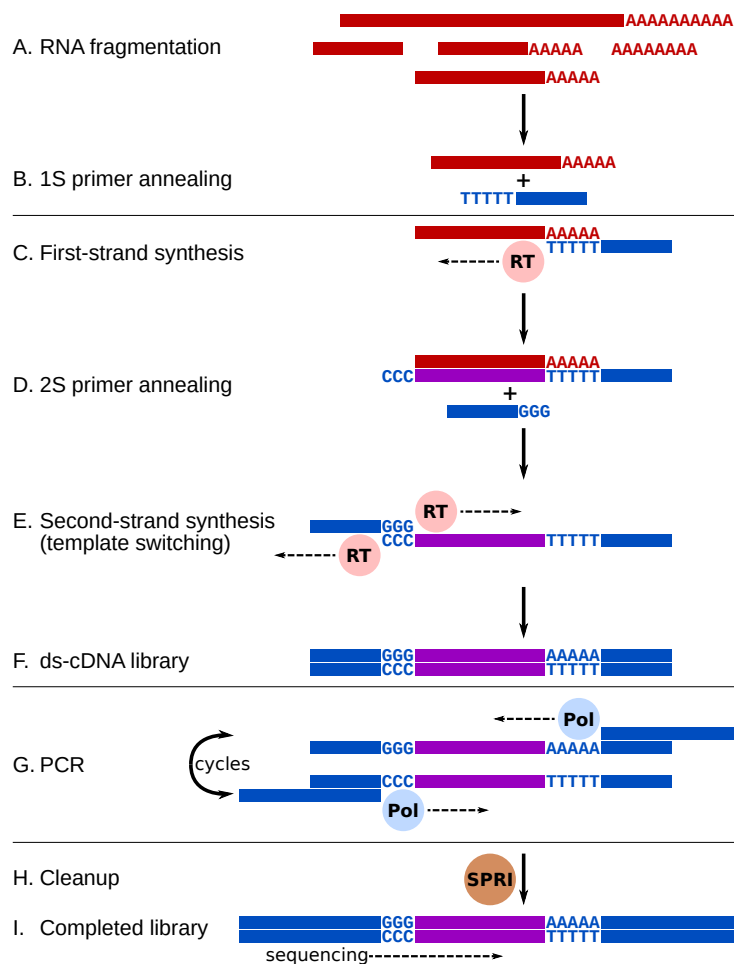 AAAAAAAAAA
A. RNA fragmentation
AAAAA AAAAAAAA
AAAAA
AAAAA
B. 1S primer annealing
+
TTTTT
AAAAA
C. First-strand synthesis
TTTTT
RT
AAAAA
D. 2S primer annealing
CCC TTTTT
+
GGG
RT
E. Second-strand synthesis
(template switching)
GGG
CCC TTTTT
RT
F. ds-cDNA library
GGG AAAAA
CCC TTTTT
Pol
GGG AAAAA
G. PCR
cycles
CCC TTTTT
Pol
H. Cleanup
SPRI
I. Completed library
GGG AAAAA
CCC TTTTT
sequencing